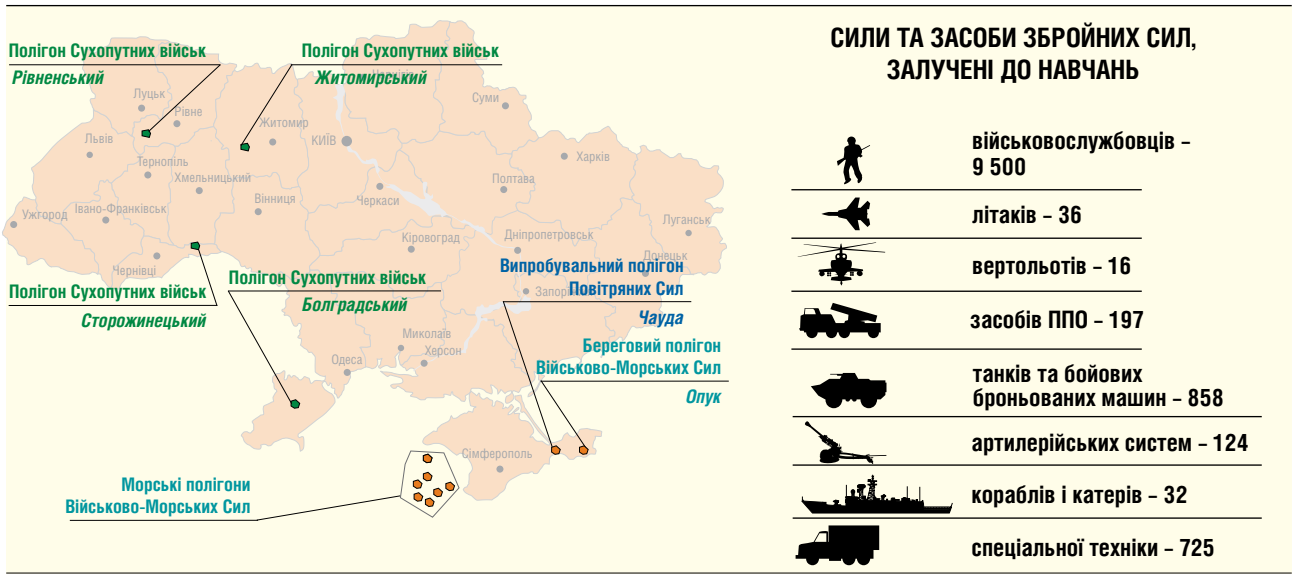 Полігон Сухопутних військ
Рівненський
Полігон Сухопутних військ
Житомирський
Суми
Луцьк
Рівне
Житомир
КИЇВ
Львів
Харків
Тернопіль
Хмельницький
Полтава
Вінниця
Черкаси
Ужгород
Івано-Франківськ
Луганськ
Кіровоград
Дніпропетровськ
Донецьк
Чернівці
Полігон Сухопутних військ
Сторожинецький
Полігон Сухопутних військ
Болградський
Випробувальний полігон
Повітряних Сил
Чауда
Миколаїв
Херсон
Одеса
Береговий полігон
Військово-Морських Сил
Опук
Сімферополь
Морські полігони
Військово-Морських Сил
СИЛИ ТА ЗАСОБИ ЗБРОЙНИХ СИЛ,
ЗАЛУЧЕНІ ДО НАВЧАНЬ
військовослужбовців –
9 500
літаків – 36
вертольотів – 16
засобів ППО – 197
танків та бойових
броньованих машин – 858
артилерійських систем – 124
кораблів і катерів – 32
спеціальної техніки – 725